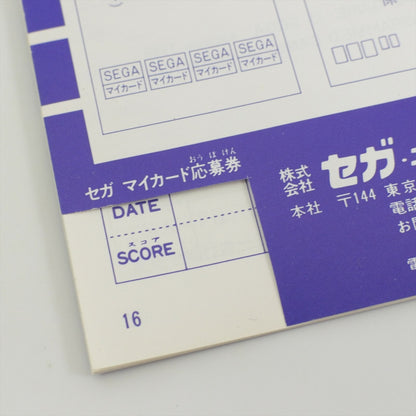 SEGA SEGA SEGA SEGA
マイカード マイカード マイカード マイカード
おうぼけん
セガ マイカード応募券
株式会社 セガ・
本社 〒144 東京
電話
DATE
スコア
SCORE
16